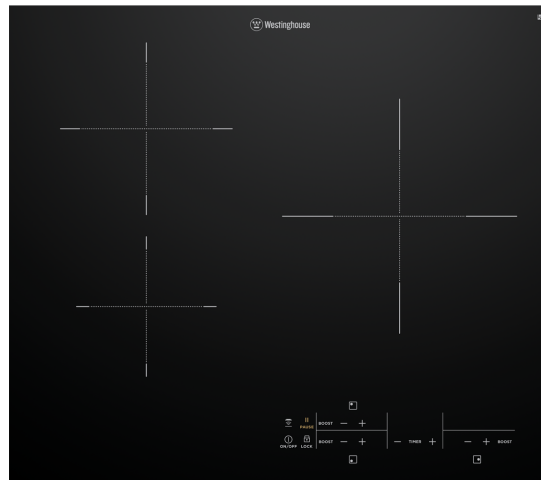 Westinghouse
PAUSE
BOOST − +
ON/OFF LOCK BOOST − + − TIMER + − + BOOST